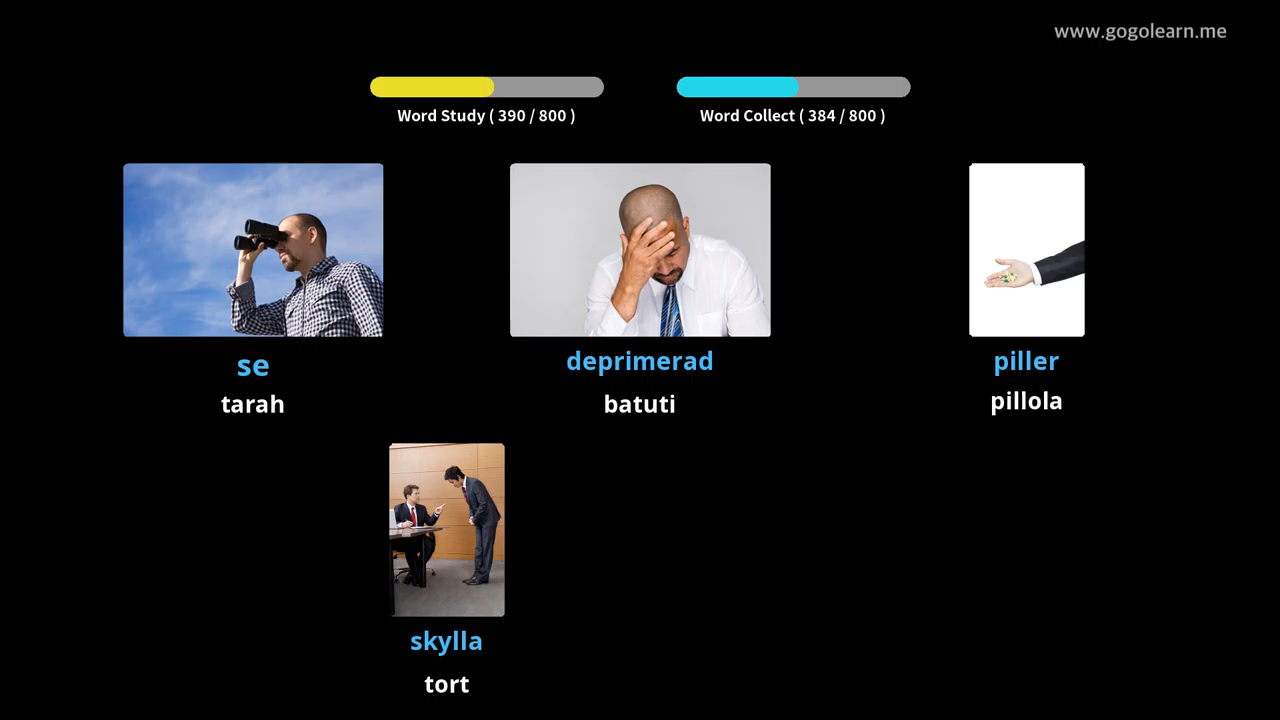 www.gogolearn.me
Word Study ( 390 / 800 )
Word Collect ( 384 / 800 )
se
tarah
deprimerad
batuti
piller
pillola
skylla
tort